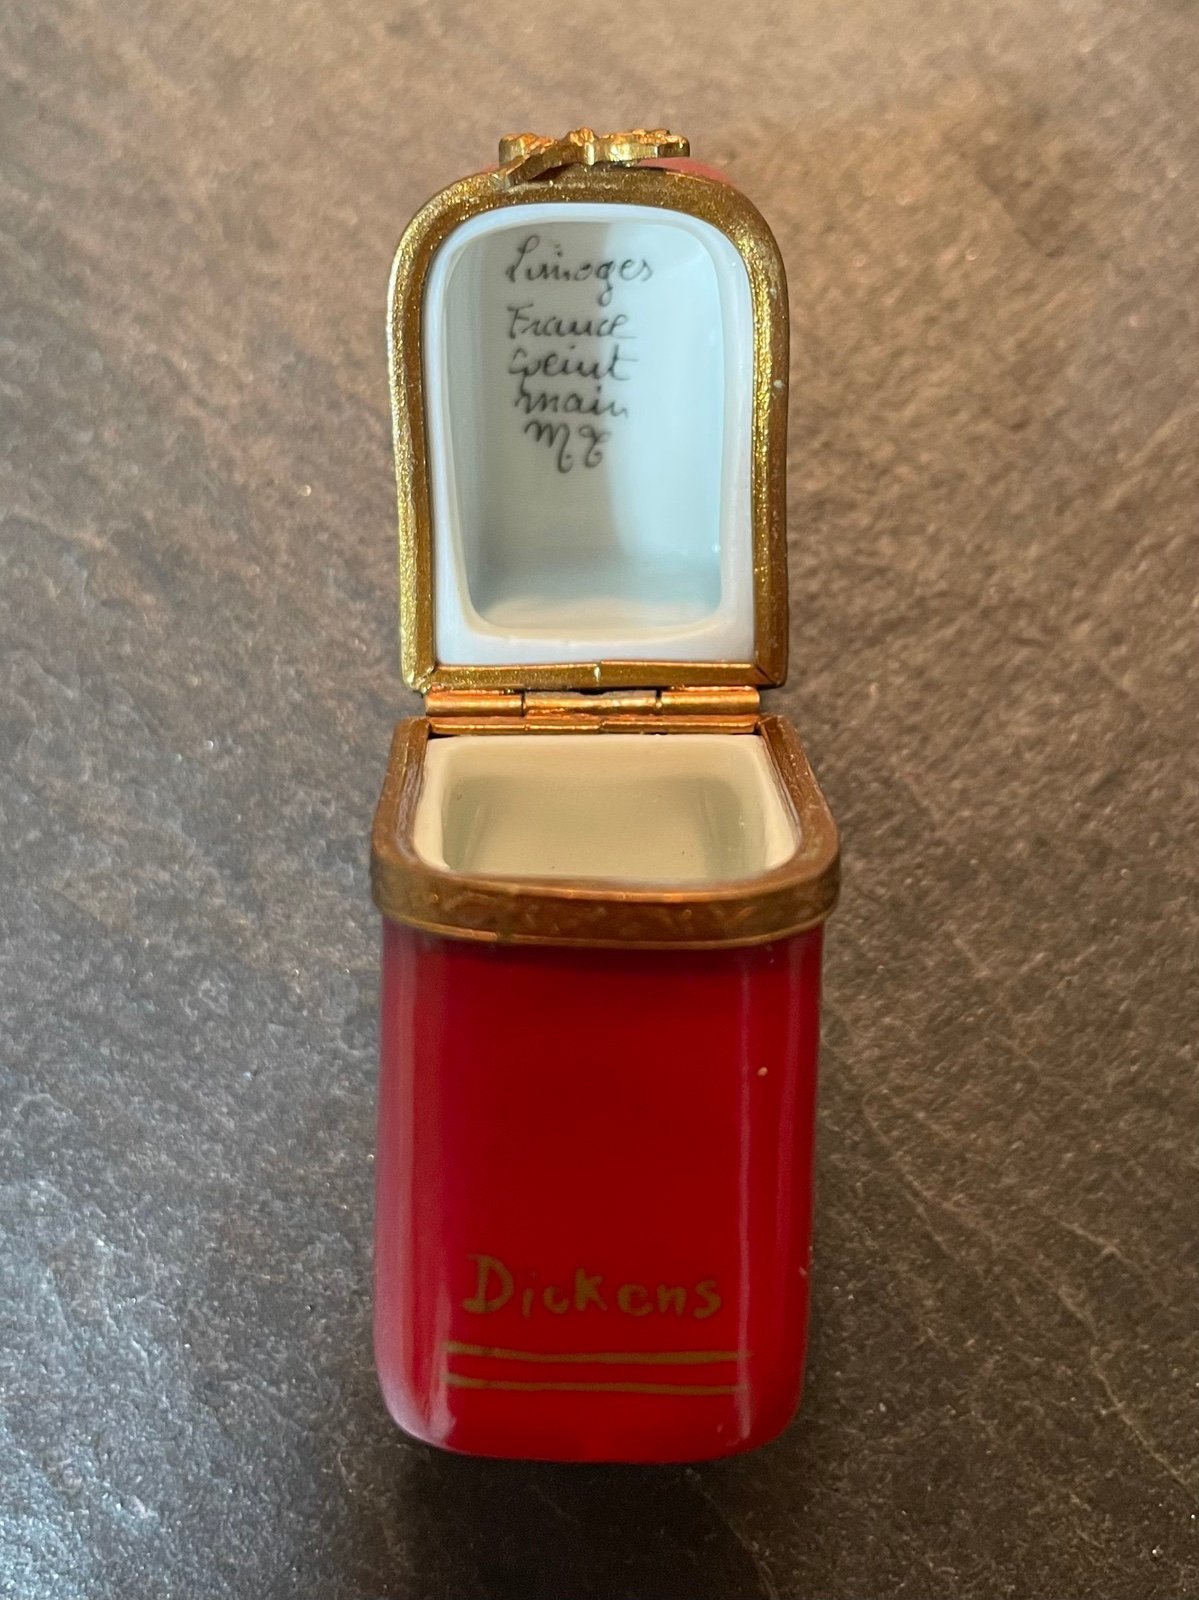 Limoges
France
peint
main
M.T
Dickens